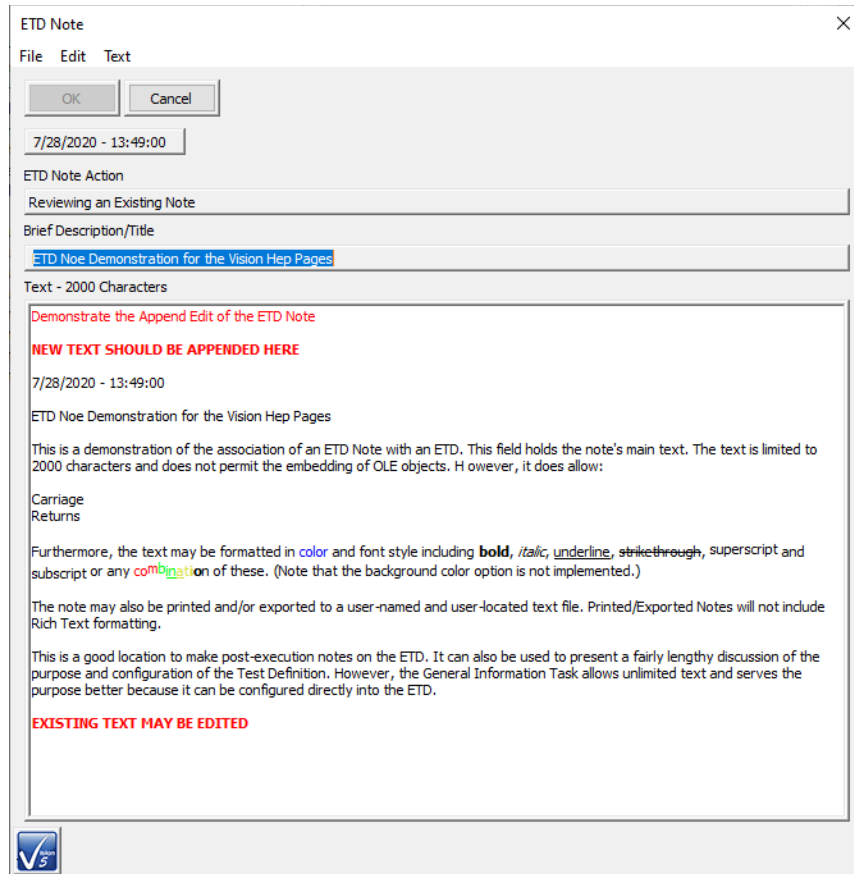 ETD Note
File Edit Text
OK Cancel
7/28/2020 - 13:49:00
ETD Note Action
Reviewing an Existing Note
Brief Description/Title
ETD Noe Demonstration for the Vision Hep Pages
Text - 2000 Characters
Demonstrate the Append Edit of the ETD Note
NEW TEXT SHOULD BE APPENDED HERE
7/28/2020 - 13:49:00
ETD Noe Demonstration for the Vision Hep Pages
This is a demonstration of the association of an ETD Note with an ETD. This field holds the note's main text. The text is limited to
2000 characters and does not permit the embedding of OLE objects. H owever, it does allow:
Carriage
Returns
Furthermore, the text may be formatted in color and font style including bold, italic, underline, strikethrough, superscript and
subscript or any combination of these. (Note that the background color option is not implemented.)
The note may also be printed and/or exported to a user-named and user-located text file. Printed/Exported Notes will not include
Rich Text formatting.
This is a good location to make post-execution notes on the ETD. It can also be used to present a fairly lengthy discussion of the
purpose and configuration of the Test Definition. However, the General Information Task allows unlimited text and serves the
purpose better because it can be configured directly into the ETD.
EXISTING TEXT MAY BE EDITED
Vision
5